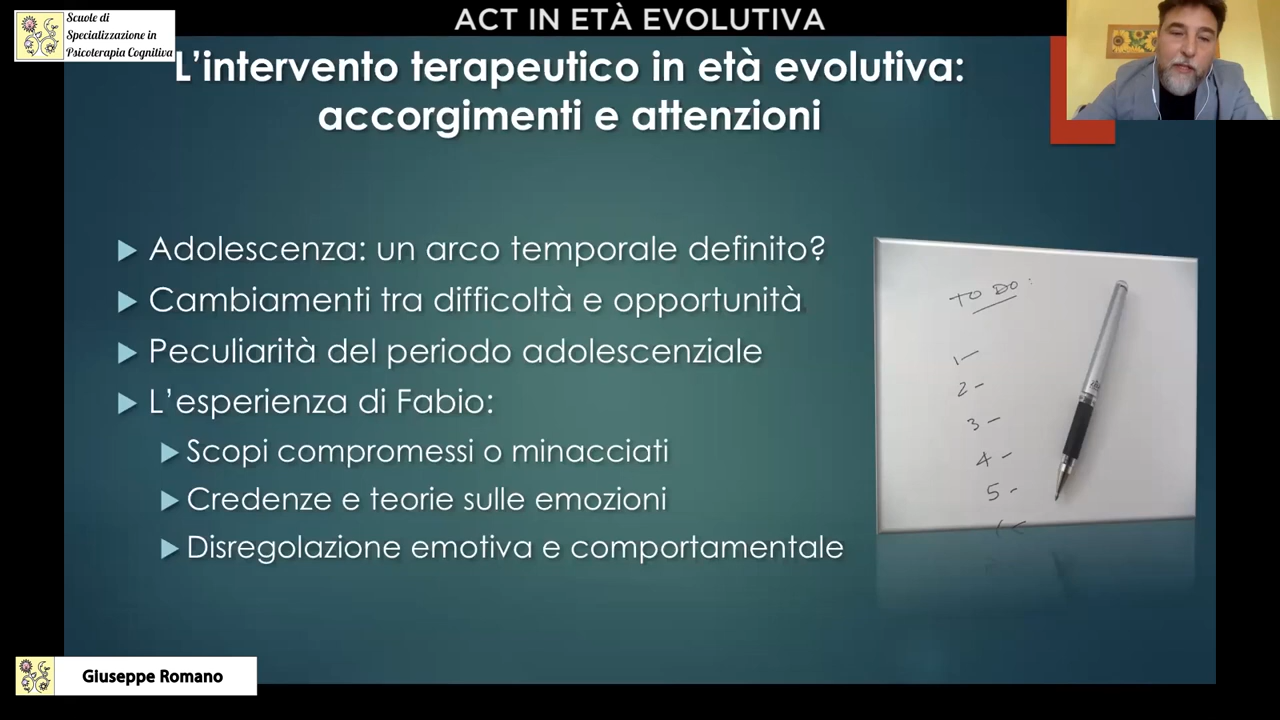 ACT IN ETÀ EVOLUTIVA
Scuole di
Specializzazione in
Psicoterapia Cognitiva
L'intervento terapeutico in età evolutiva:
accorgimenti e attenzioni
Adolescenza: un arco temporale definito?
Cambiamenti tra difficoltà e opportunità
Peculiarità del periodo adolescenziale
L'esperienza di Fabio:
Scopi compromessi o minacciati
Credenze e teorie sulle emozioni
Disregolazione emotiva e comportamentale
TO DO:
1-
2-
3-
4-
5-
Giuseppe Romano